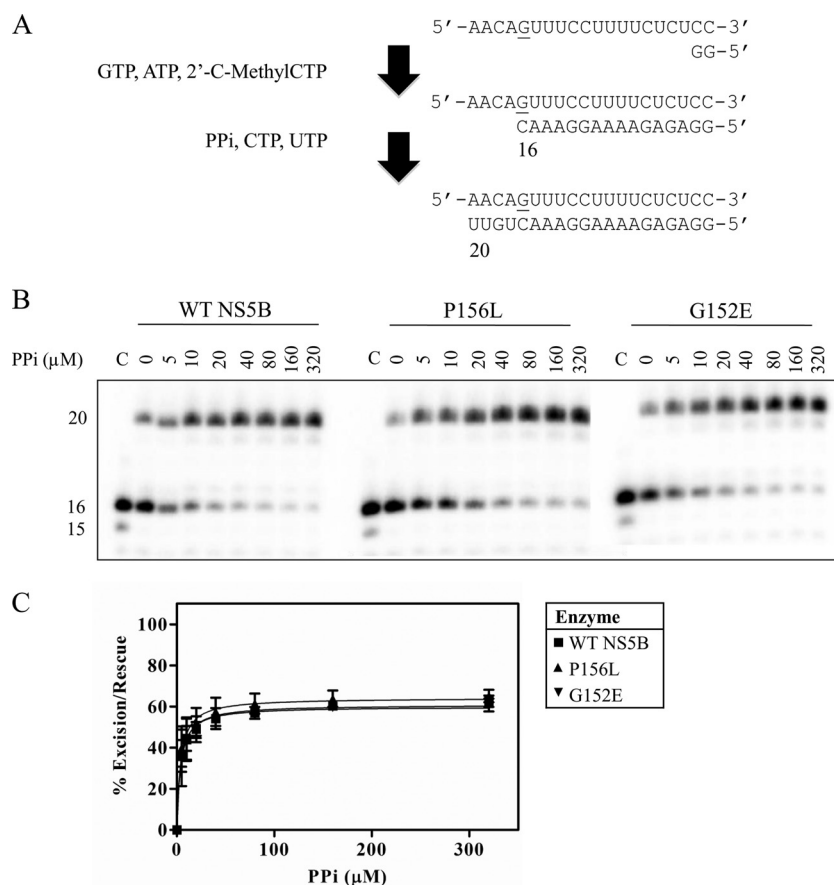 A
5′-AACAGUUUCCUUUUCUCUCC-3′
GG-5′
GTP, ATP, 2'-C-MethylCTP
5′-AACAGUUUCCUUUUCUCUCC-3′
CAAAGGAAAAGAGAGG-5′
16
PPi, CTP, UTP
5′-AACAGUUUCCUUUUCUCUCC-3′
UUGUCAAAGGAAAAGAGAGG-5′
20
B
WT NS5B P156L G152E
PPi (µM) C 0 5 10 20 40 80 160 320 C 0 5 10 20 40 80 160 320 C 0 5 10 20 40 80 160 320
20
16
15
C
% Excision/Rescue
100
80
60
40
20
0
0 100 200 300
PPi (µM)
Enzyme
WT NS5B
P156L
G152E